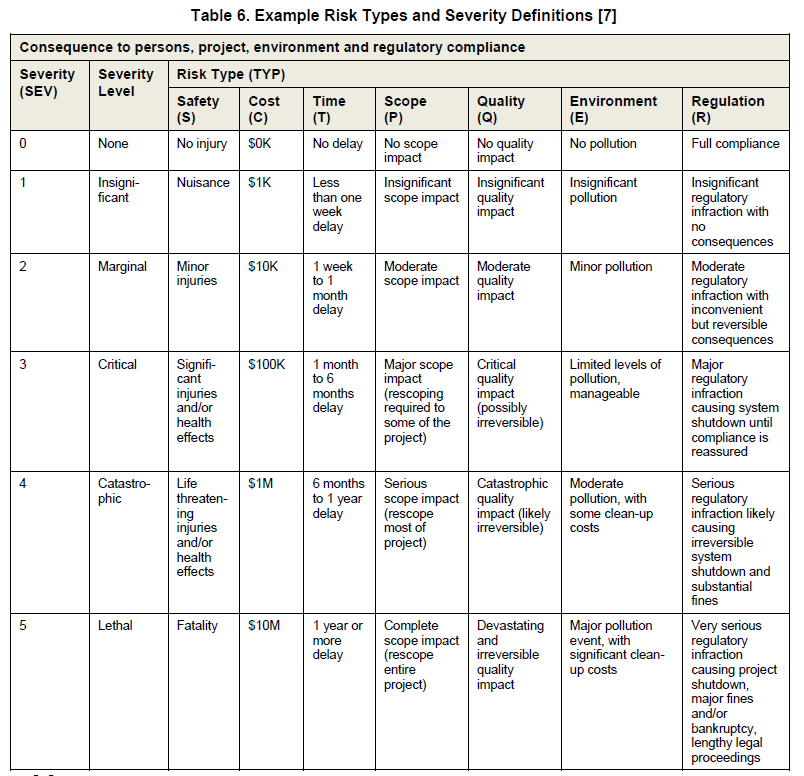 Table 6. Example Risk Types and Severity Definitions [7]
Consequence to persons, project, environment and regulatory compliance
Severity (SEV) | Severity Level | Risk Type (TYP)
Safety (S) | Cost (C) | Time (T) | Scope (P) | Quality (Q) | Environment (E) | Regulation (R)
0 | None | No injury | $0K | No delay | No scope impact | No quality impact | No pollution | Full compliance
1 | Insigni-ficant | Nuisance | $1K | Less than one week delay | Insignificant scope impact | Insignificant quality impact | Insignificant pollution | Insignificant regulatory infraction with no consequences
2 | Marginal | Minor injuries | $10K | 1 week to 1 month delay | Moderate scope impact | Moderate quality impact | Minor pollution | Moderate regulatory infraction with inconvenient but reversible consequences
3 | Critical | Signifi-cant injuries and/or health effects | $100K | 1 month to 6 months delay | Major scope impact (rescoping required to some of the project) | Critical quality impact (possibly irreversible) | Limited levels of pollution, manageable | Major regulatory infraction causing system shutdown until compliance is reassured
4 | Catastro-phic | Life threaten-ing injuries and/or health effects | $1M | 6 months to 1 year delay | Serious scope impact (rescope most of project) | Catastrophic quality impact (likely irreversible) | Moderate pollution, with some clean-up costs | Serious regulatory infraction likely causing irreversible system shutdown and substantial fines
5 | Lethal | Fatality | $10M | 1 year or more delay | Complete scope impact (rescope entire project) | Devastating and irreversible quality impact | Major pollution event, with significant clean-up costs | Very serious regulatory infraction causing project shutdown, major fines and/or bankruptcy, lengthy legal proceedings